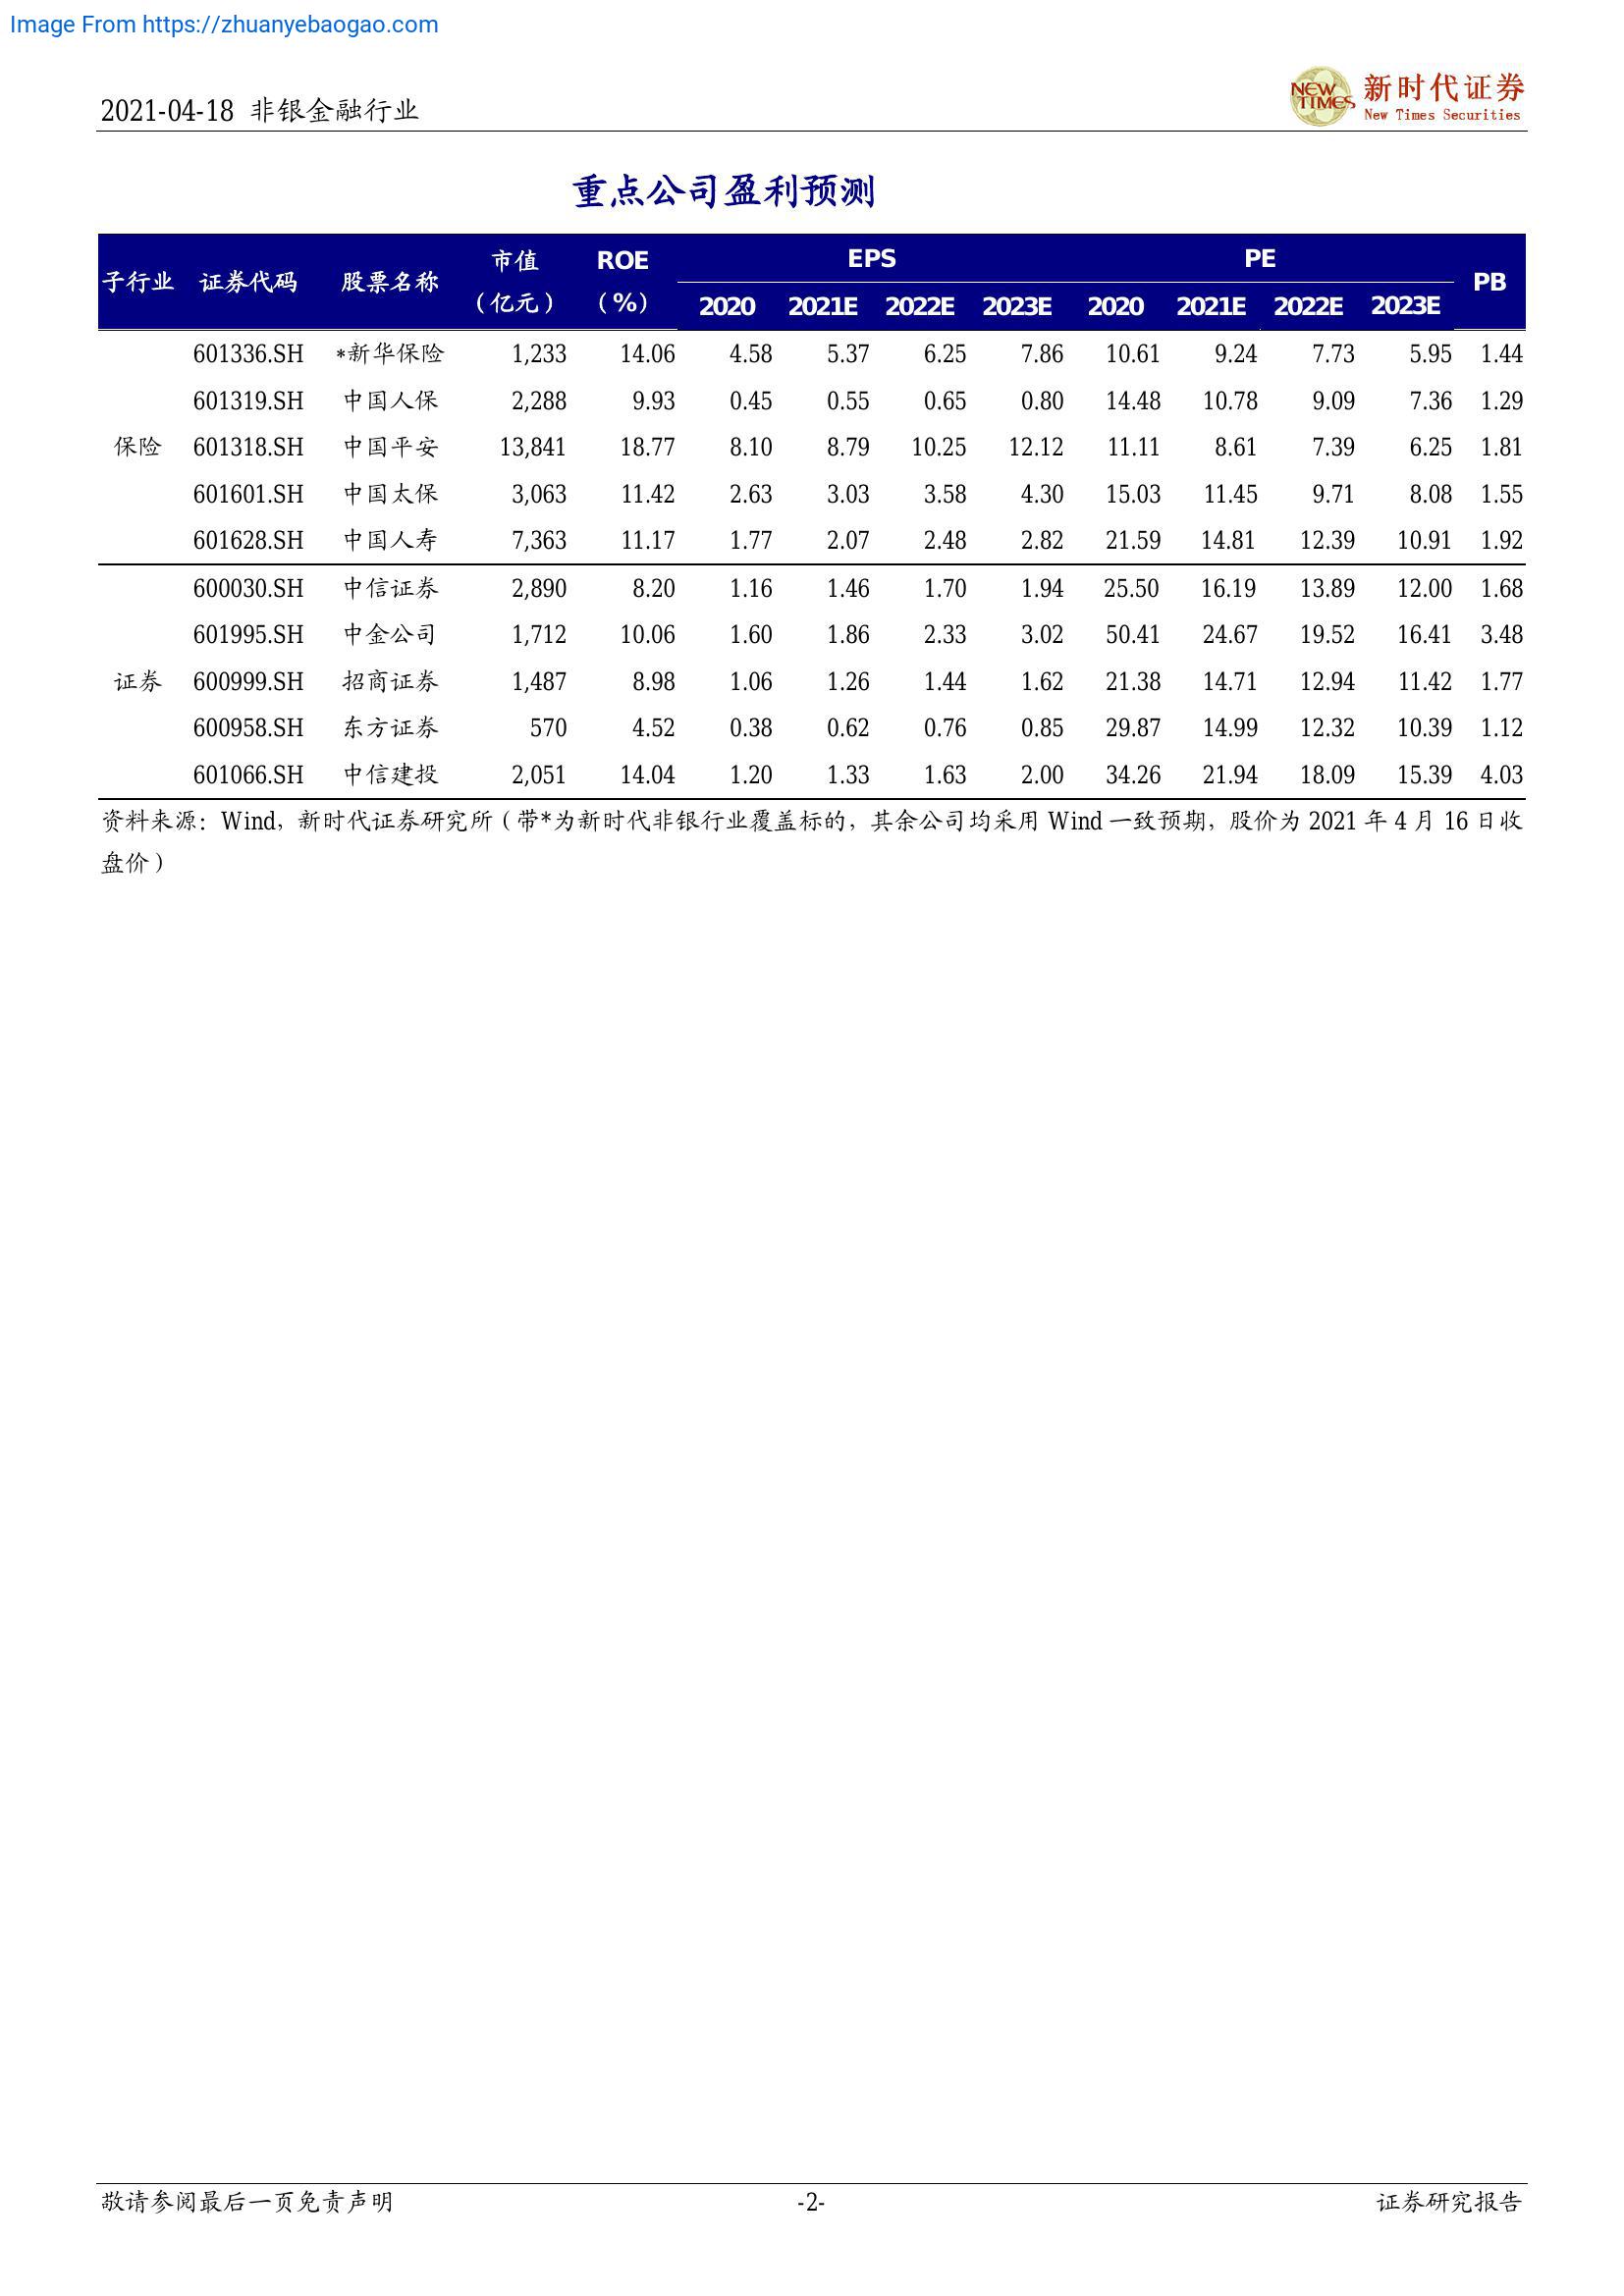 Image From https://zhuanyebaogao.com
2021-04-18 非银金融行业
NEW TIMES 新时代证券
New Times Securities
重点公司盈利预测
子行业 证券代码 股票名称 市值（亿元） ROE（%） EPS PE PB
2020 2021E 2022E 2023E 2020 2021E 2022E 2023E
601336.SH *新华保险 1,233 14.06 4.58 5.37 6.25 7.86 10.61 9.24 7.73 5.95 1.44
601319.SH 中国人保 2,288 9.93 0.45 0.55 0.65 0.80 14.48 10.78 9.09 7.36 1.29
保险 601318.SH 中国平安 13,841 18.77 8.10 8.79 10.25 12.12 11.11 8.61 7.39 6.25 1.81
601601.SH 中国太保 3,063 11.42 2.63 3.03 3.58 4.30 15.03 11.45 9.71 8.08 1.55
601628.SH 中国人寿 7,363 11.17 1.77 2.07 2.48 2.82 21.59 14.81 12.39 10.91 1.92
600030.SH 中信证券 2,890 8.20 1.16 1.46 1.70 1.94 25.50 16.19 13.89 12.00 1.68
601995.SH 中金公司 1,712 10.06 1.60 1.86 2.33 3.02 50.41 24.67 19.52 16.41 3.48
证券 600999.SH 招商证券 1,487 8.98 1.06 1.26 1.44 1.62 21.38 14.71 12.94 11.42 1.77
600958.SH 东方证券 570 4.52 0.38 0.62 0.76 0.85 29.87 14.99 12.32 10.39 1.12
601066.SH 中信建投 2,051 14.04 1.20 1.33 1.63 2.00 34.26 21.94 18.09 15.39 4.03
资料来源：Wind，新时代证券研究所（带*为新时代非银行业覆盖标的，其余公司均采用 Wind 一致预期，股价为 2021 年 4 月 16 日收
盘价）
敬请参阅最后一页免责声明 -2- 证券研究报告